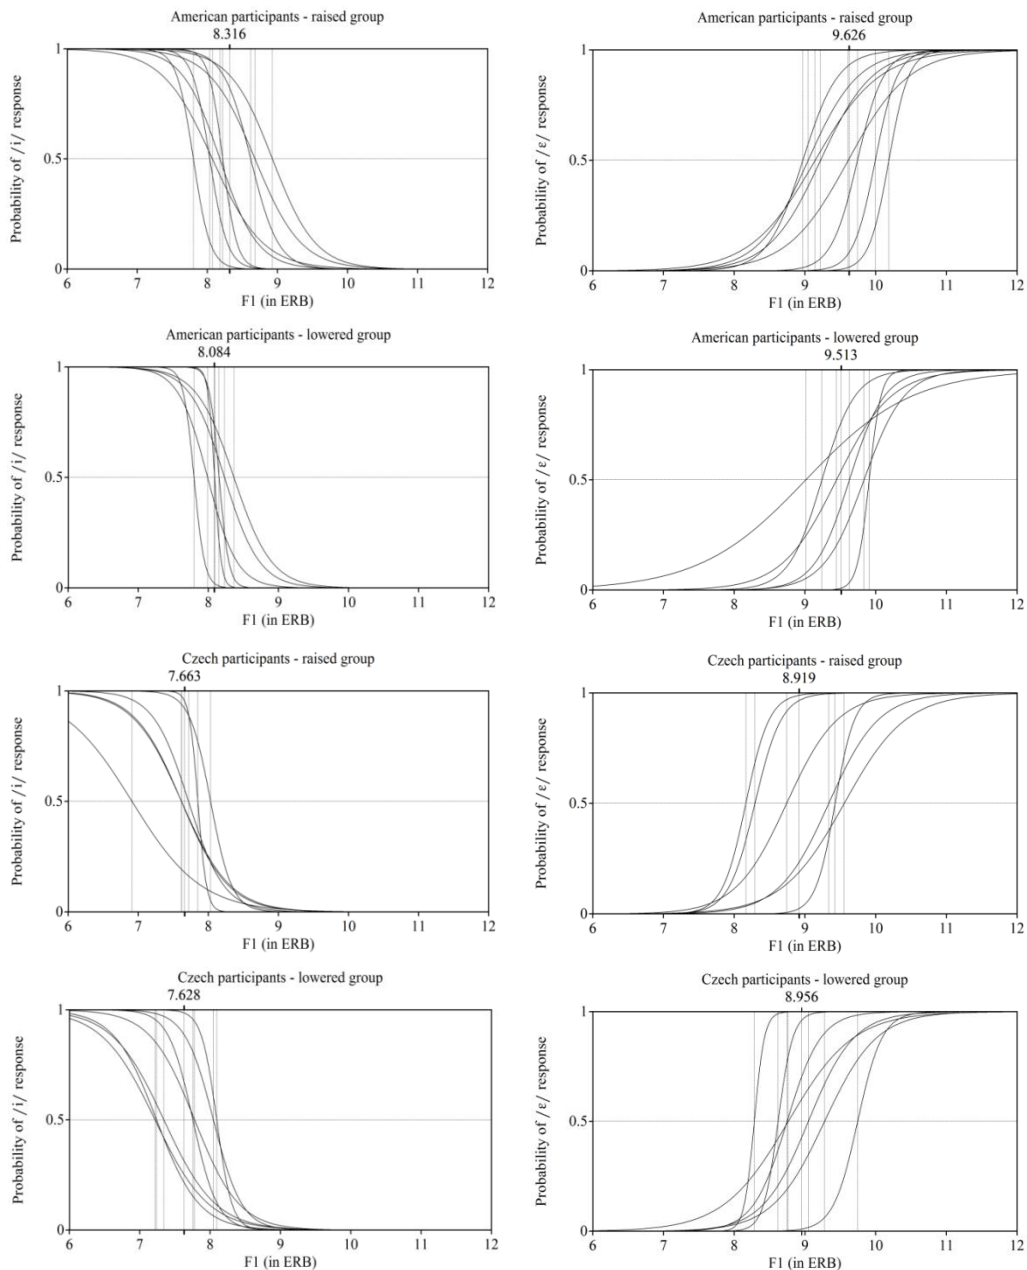 American participants - raised group
8.316
Probability of /i/ response
1
0.5
0
6 7 8 9 10 11 12
F1 (in ERB)
American participants - raised group
9.626
Probability of /ɛ/ response
1
0.5
0
6 7 8 9 10 11 12
F1 (in ERB)
American participants - lowered group
8.084
Probability of /i/ response
1
0.5
0
6 7 8 9 10 11 12
F1 (in ERB)
American participants - lowered group
9.513
Probability of /ɛ/ response
1
0.5
0
6 7 8 9 10 11 12
F1 (in ERB)
Czech participants - raised group
7.663
Probability of /i/ response
1
0.5
0
6 7 8 9 10 11 12
F1 (in ERB)
Czech participants - raised group
8.919
Probability of /ɛ/ response
1
0.5
0
6 7 8 9 10 11 12
F1 (in ERB)
Czech participants - lowered group
7.628
Probability of /i/ response
1
0.5
0
6 7 8 9 10 11 12
F1 (in ERB)
Czech participants - lowered group
8.956
Probability of /ɛ/ response
1
0.5
0
6 7 8 9 10 11 12
F1 (in ERB)